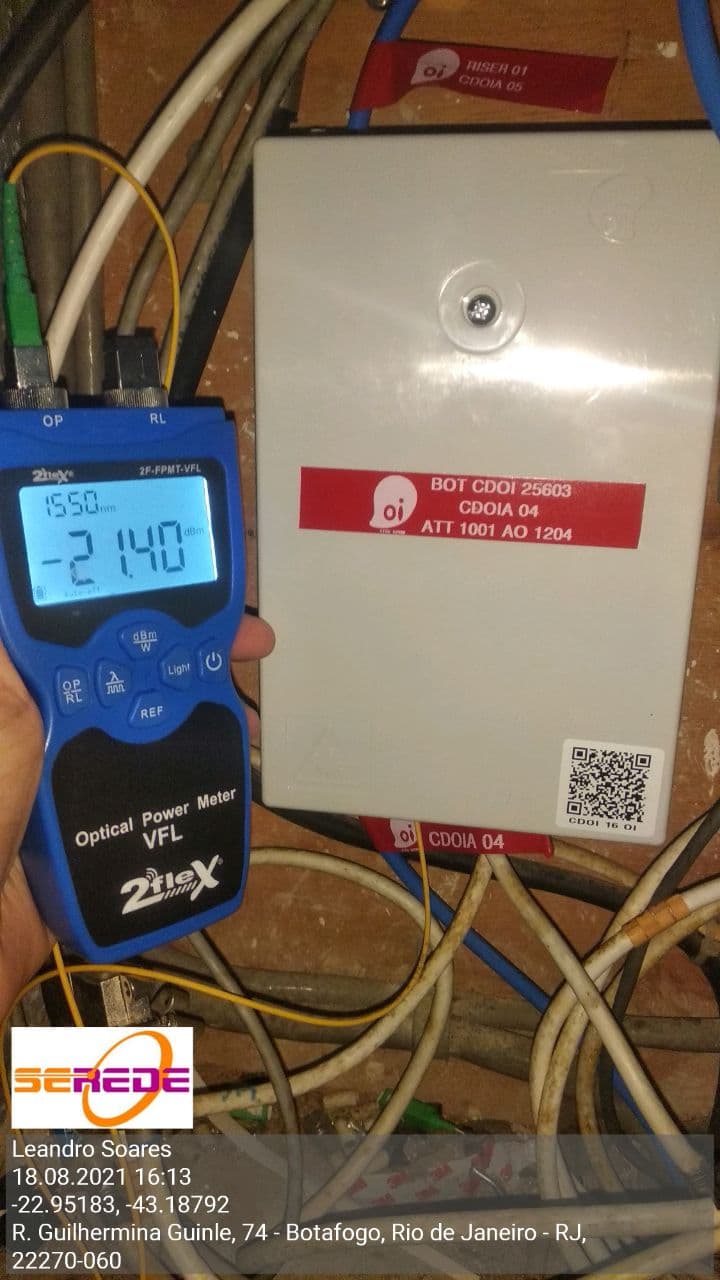 oi
RISER 01
CDOIA 05
OP
RL
2flex
2F-FPMT-VFL
1550nm
-21.40 dBm
Auto-off
oi
BOT CDOI 25603
CDOIA 04
ATT 1001 AO 1204
dBm
W
OP
RL
λ
Light
REF
Optical Power Meter
VFL
2flex
CDOI 16 OI
oi
CDOIA 04
SEREDE
Leandro Soares
18.08.2021 16:13
-22.95183, -43.18792
R. Guilhermina Guinle, 74 - Botafogo, Rio de Janeiro - RJ,
22270-060